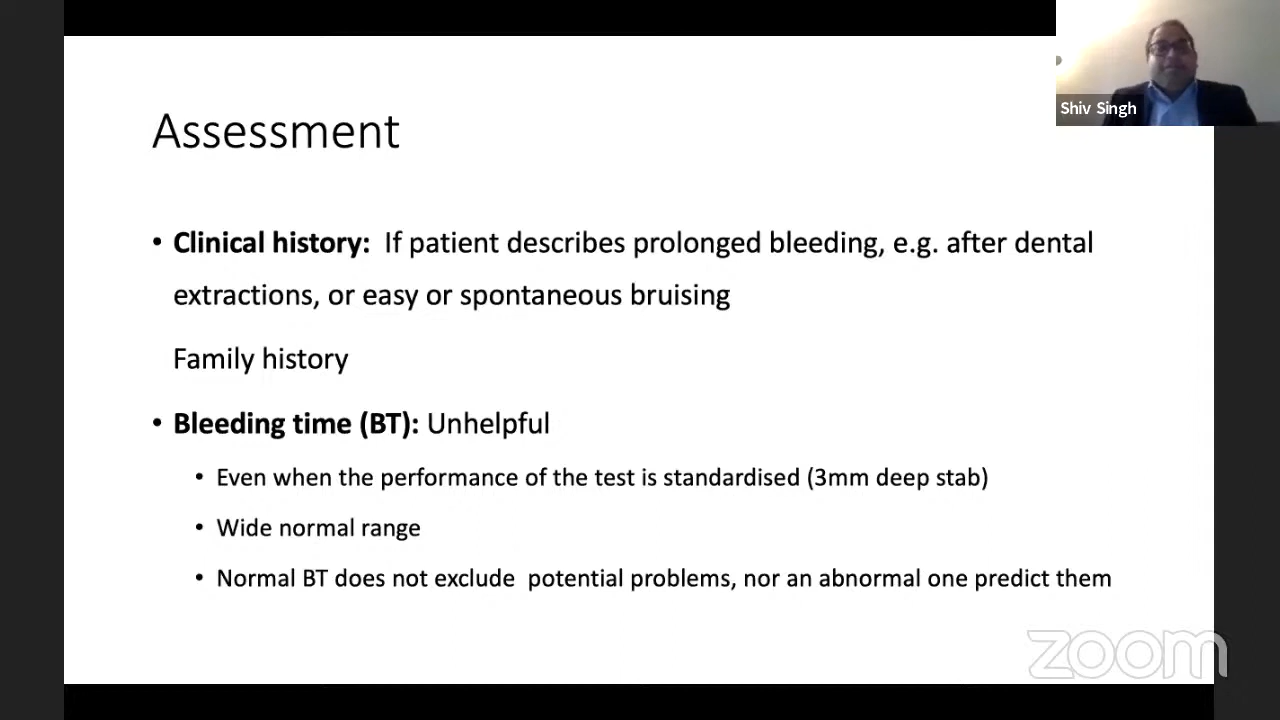 Shiv Singh
Assessment
• Clinical history: If patient describes prolonged bleeding, e.g. after dental
extractions, or easy or spontaneous bruising
Family history
• Bleeding time (BT): Unhelpful
• Even when the performance of the test is standardised (3mm deep stab)
• Wide normal range
• Normal BT does not exclude  potential problems, nor an abnormal one predict them
zoom